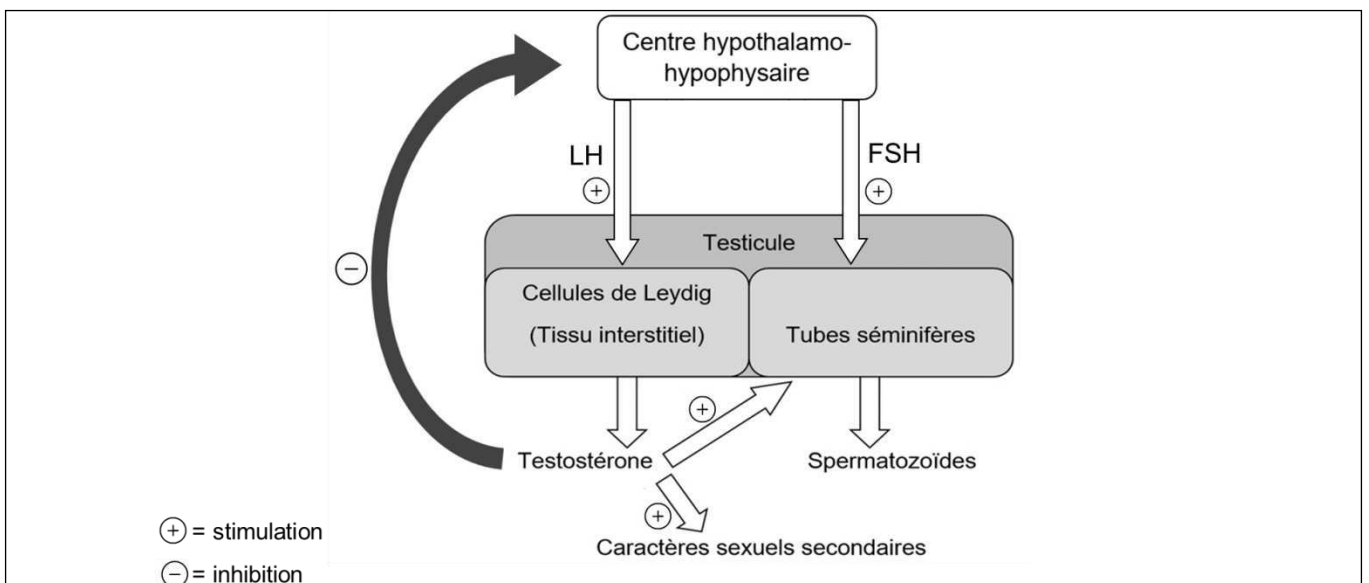 Centre hypothalamo-
hypophysaire
LH
FSH
+
+
Testicule
−
Cellules de Leydig
(Tissu interstitiel)
Tubes séminifères
+
Testostérone
Spermatozoïdes
+
Caractères sexuels secondaires
+ = stimulation
− = inhibition